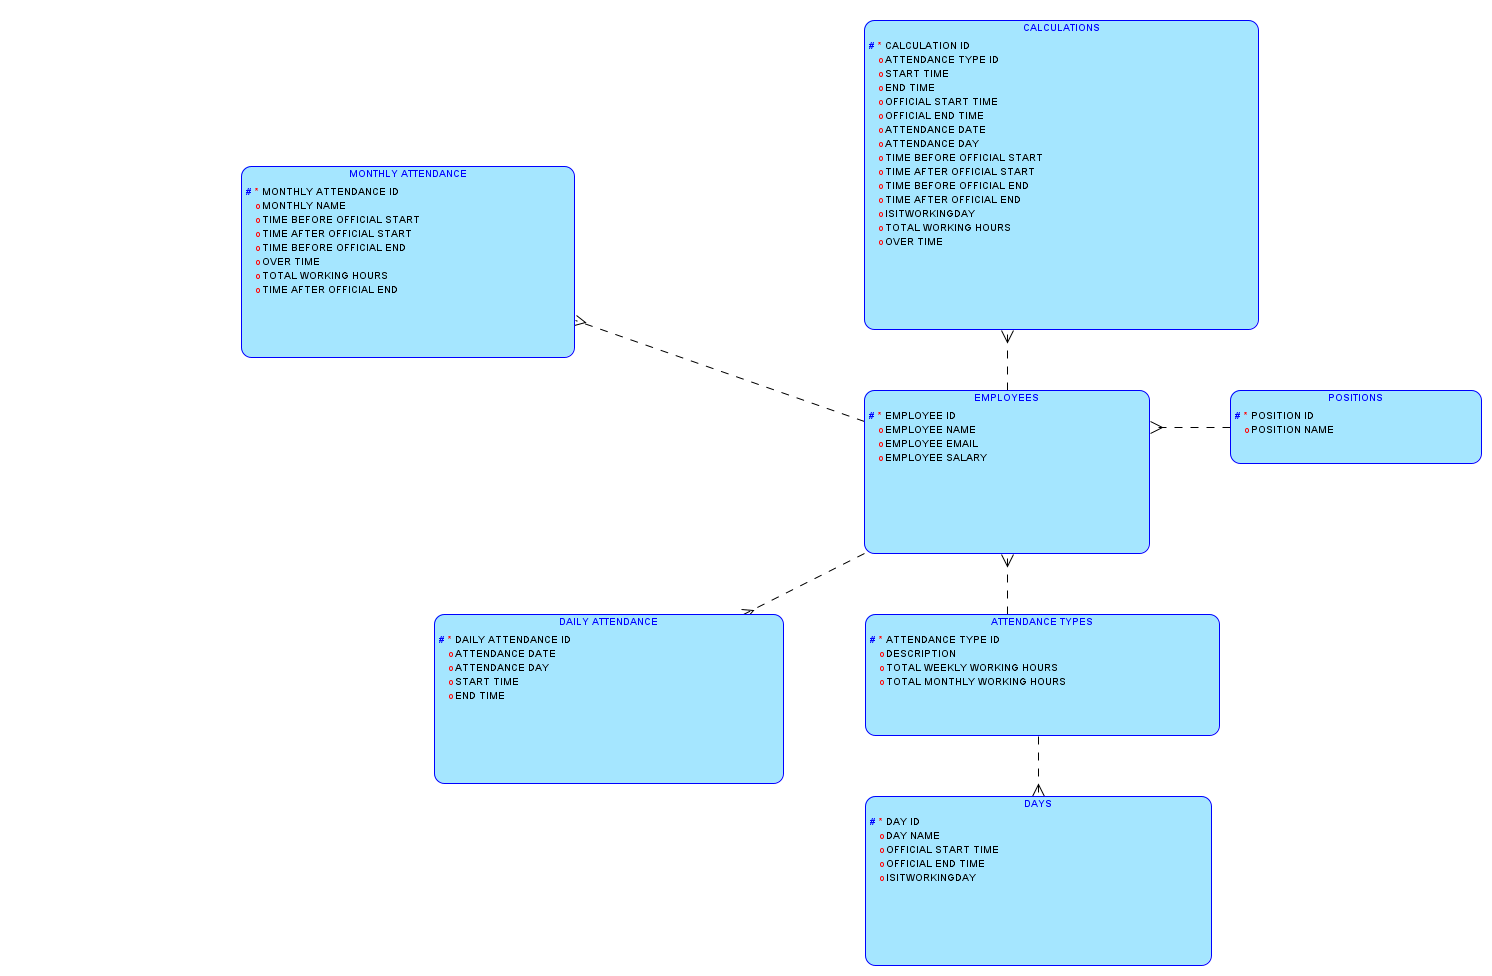 CALCULATIONS
# * CALCULATION ID
o ATTENDANCE TYPE ID
o START TIME
o END TIME
o OFFICIAL START TIME
o OFFICIAL END TIME
o ATTENDANCE DATE
o ATTENDANCE DAY
o TIME BEFORE OFFICIAL START
o TIME AFTER OFFICIAL START
o TIME BEFORE OFFICIAL END
o TIME AFTER OFFICIAL END
o ISITWORKINGDAY
o TOTAL WORKING HOURS
o OVER TIME
MONTHLY ATTENDANCE
# * MONTHLY ATTENDANCE ID
o MONTHLY NAME
o TIME BEFORE OFFICIAL START
o TIME AFTER OFFICIAL START
o TIME BEFORE OFFICIAL END
o OVER TIME
o TOTAL WORKING HOURS
o TIME AFTER OFFICIAL END
EMPLOYEES
# * EMPLOYEE ID
o EMPLOYEE NAME
o EMPLOYEE EMAIL
o EMPLOYEE SALARY
POSITIONS
# * POSITION ID
o POSITION NAME
DAILY ATTENDANCE
# * DAILY ATTENDANCE ID
o ATTENDANCE DATE
o ATTENDANCE DAY
o START TIME
o END TIME
ATTENDANCE TYPES
# * ATTENDANCE TYPE ID
o DESCRIPTION
o TOTAL WEEKLY WORKING HOURS
o TOTAL MONTHLY WORKING HOURS
DAYS
# * DAY ID
o DAY NAME
o OFFICIAL START TIME
o OFFICIAL END TIME
o ISITWORKINGDAY